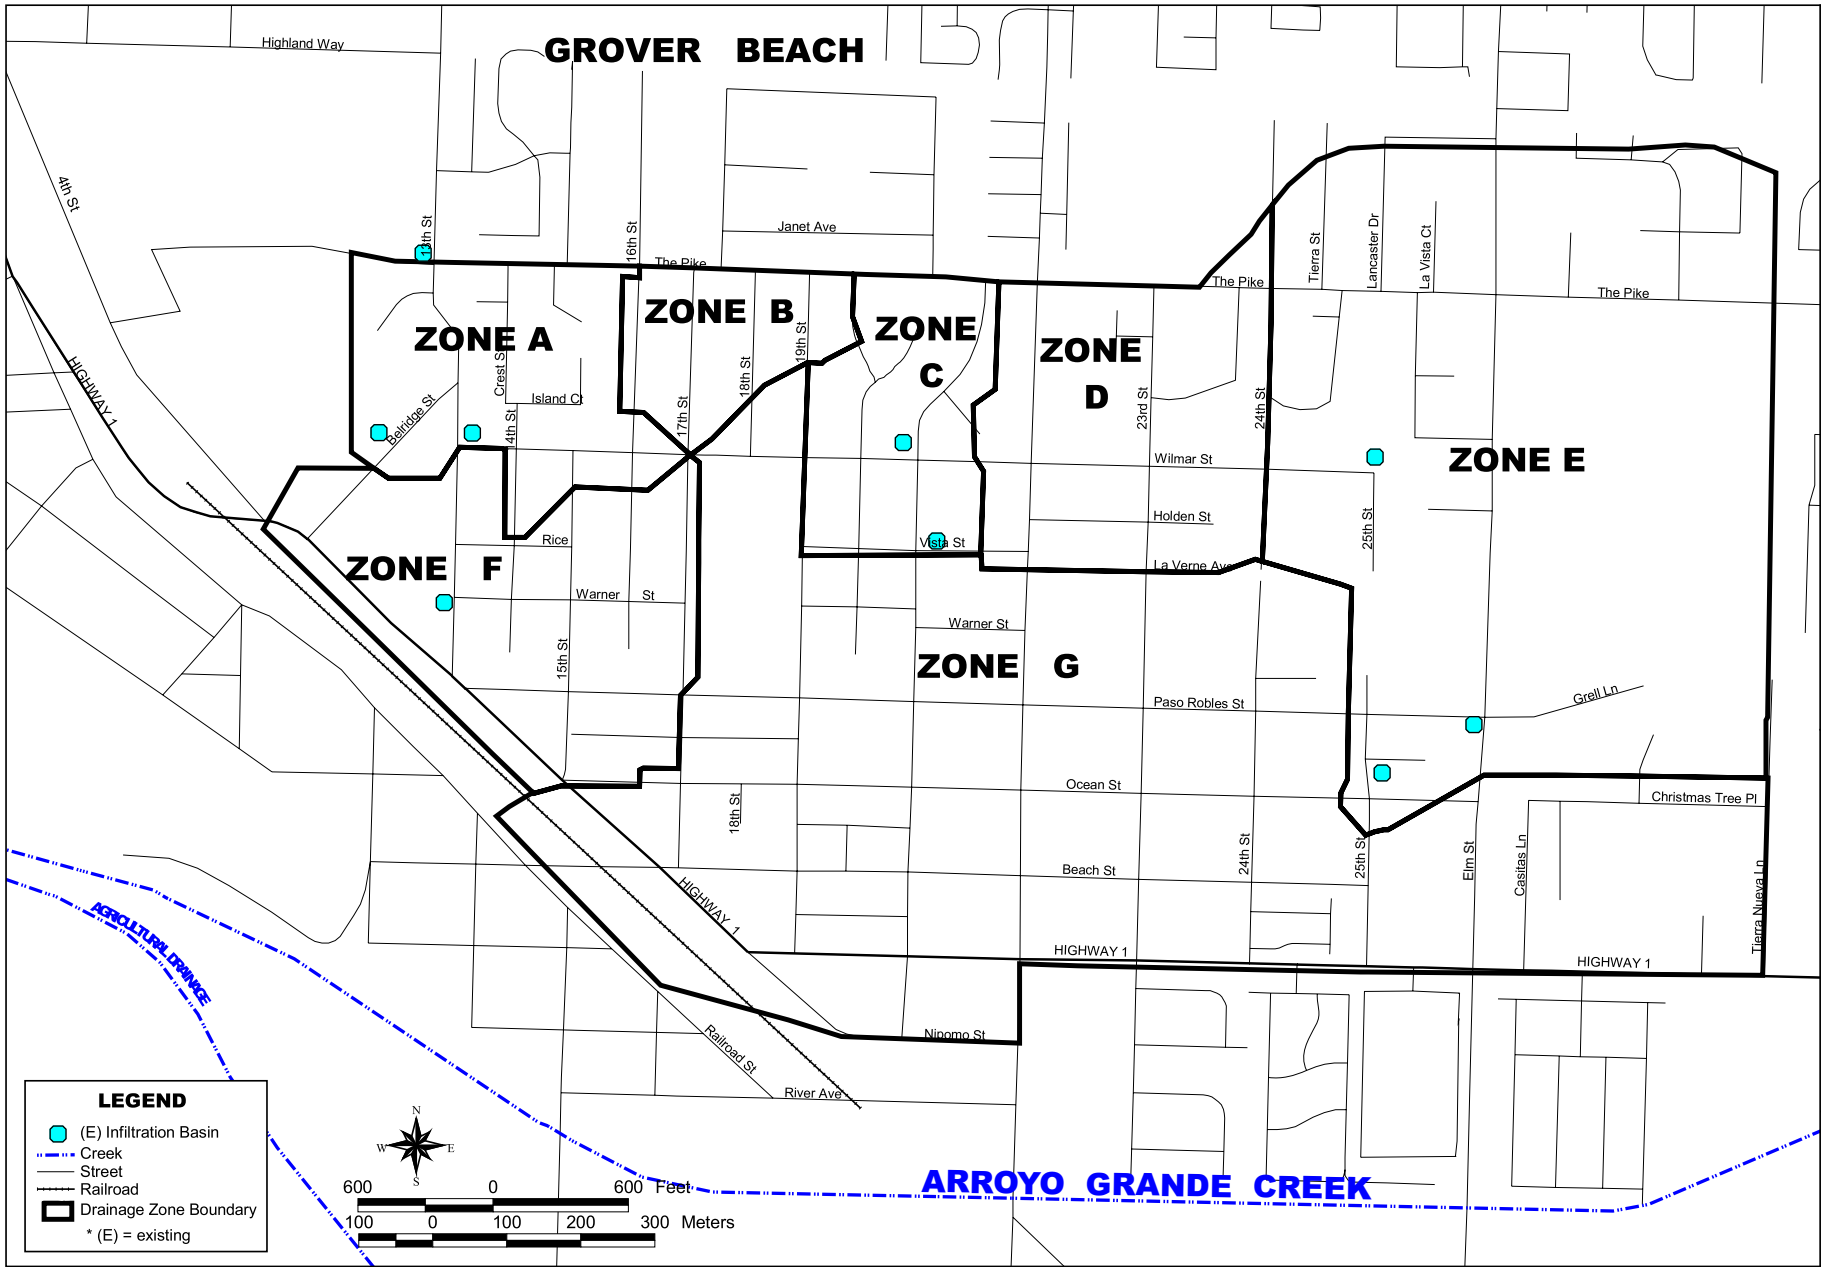 Highland Way
GROVER BEACH
4th St
13th St
16th St
Janet Ave
The Pike
The Pike
Tierra St
Lancaster Dr
La Vista Ct
The Pike
ZONE A
ZONE B
ZONE
C
ZONE
D
ZONE E
HIGHWAY 1
Crest St
Island Ct
Belridge St
4th St
17th St
18th St
19th St
23rd St
24th St
Wilmar St
Holden St
25th St
Vista St
La Verne Ave
Rice
ZONE F
Warner St
Warner St
15th St
ZONE G
Paso Robles St
Grell Ln
Ocean St
Christmas Tree Pl
18th St
24th St
25th St
Elm St
Casitas Ln
Tierra Nueva Ln
Beach St
HIGHWAY 1
HIGHWAY 1
HIGHWAY 1
AGRICULTURAL DRAINAGE
Nipomo St
Railroad St
River Ave
ARROYO GRANDE CREEK
LEGEND
(E) Infiltration Basin
Creek
Street
Railroad
Drainage Zone Boundary
* (E) = existing
N
W E
S
600 0 600 Feet
100 0 100 200 300 Meters